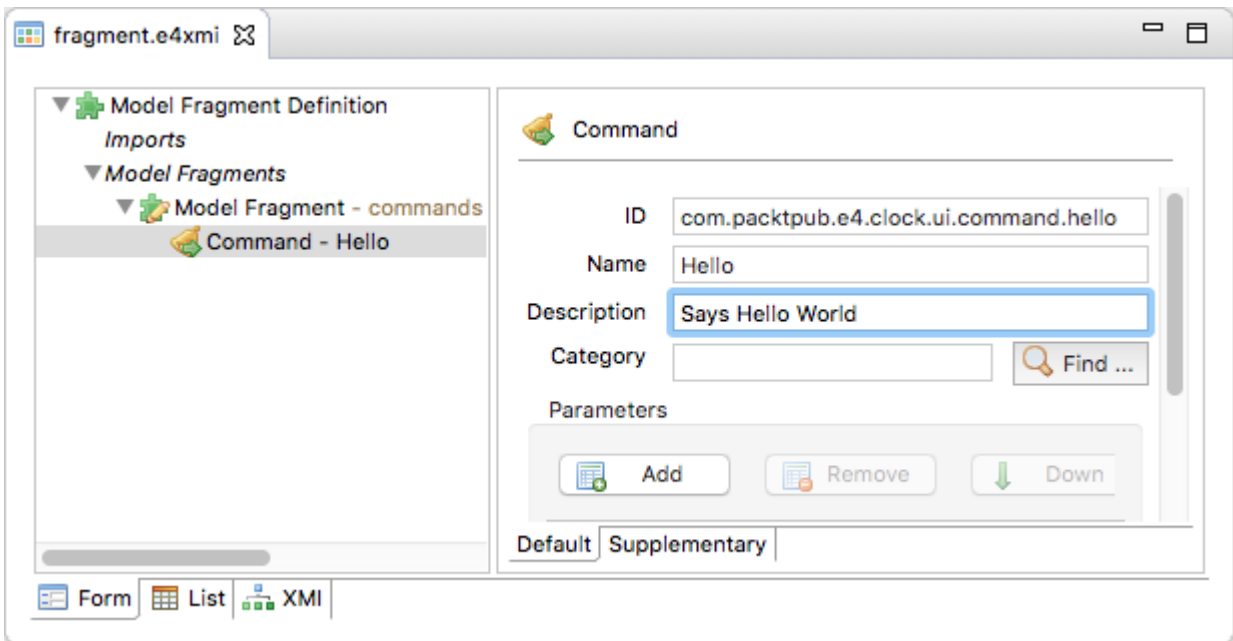 fragment.e4xmi
Model Fragment Definition
Imports
Model Fragments
Model Fragment - commands
Command - Hello
Command
ID com.packtpub.e4.clock.ui.command.hello
Name Hello
Description Says Hello World
Category Find ...
Parameters
Add Remove Down
Default Supplementary
Form List XMI